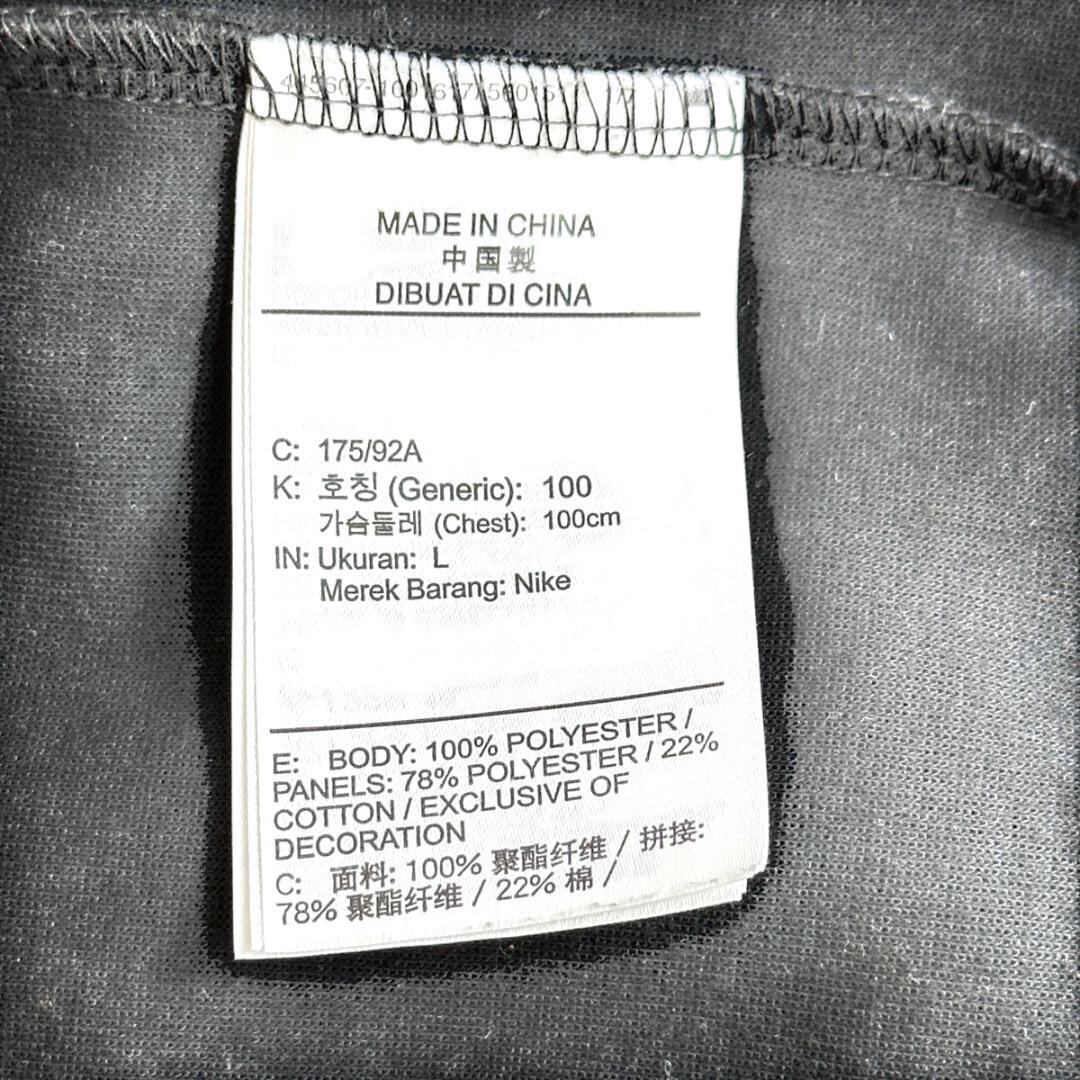 MADE IN CHINA
中国製
DIBUAT DI CINA
C: 175/92A
K: 호칭 (Generic): 100
가슴둘레 (Chest): 100cm
IN: Ukuran: L
Merek Barang: Nike
E: BODY: 100% POLYESTER /
PANELS: 78% POLYESTER / 22%
COTTON / EXCLUSIVE OF
DECORATION
C: 面料: 100% 聚酯纤维 / 拼接:
78% 聚酯纤维 / 22% 棉 /